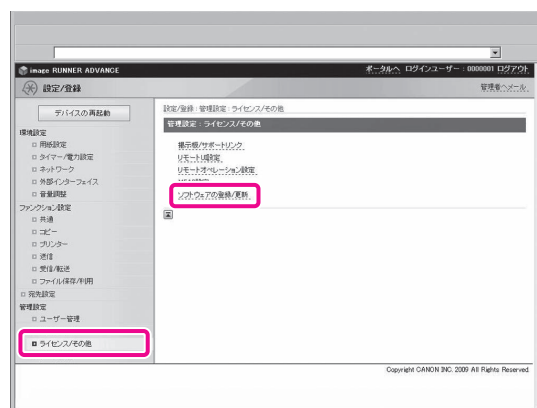 image RUNNER ADVANCE
ポータルへ ログインユーザー : 0000001 ログアウト
設定/登録
管理者へメール
デバイスの再起動
環境設定
用紙設定
タイマー/電力設定
ネットワーク
外部インターフェイス
音量調整
ファンクション設定
共通
コピー
プリンター
送信
受信/転送
ファイル保存/利用
宛先設定
管理設定
ユーザー管理
ライセンス/その他
設定/登録 : 管理設定 : ライセンス/その他
管理設定 : ライセンス/その他
掲示板/サポートリンク
リモートUI設定
リモートオペレーション設定
ソフトウェアの登録/更新
Copyright CANON INC. 2009 All Rights Reserved